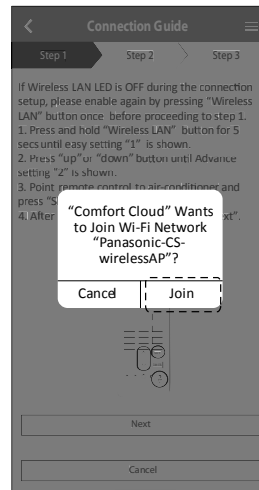 Connection Guide
Step 1
Step 2
Step 3
If Wireless LAN LED is OFF during the connection
setup, please enable again by pressing "Wireless
LAN" button once before proceeding to step 1.
1. Press and hold "Wireless LAN" button for 5
secs until easy setting "1" is shown.
2. Press "up" or "down" button until Advance
setting "2" is shown.
3. Point remote control to air-conditioner and
press "S
4. After
xt".
"Comfort Cloud" Wants
to Join Wi-Fi Network
"Panasonic-CS-
wirelessAP"?
Cancel
Join
Next
Cancel